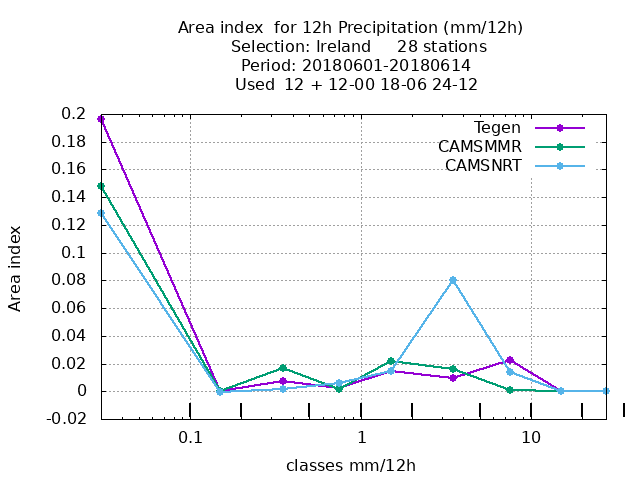 Area index  for 12h Precipitation (mm/12h)
Selection: Ireland     28 stations
Period: 20180601-20180614
Used  12 + 12-00 18-06 24-12
Tegen
CAMSMMR
CAMSNRT
0.2
0.18
0.16
0.14
0.12
0.1
0.08
0.06
0.04
0.02
0
-0.02
Area index
0.1 1 10
classes mm/12h